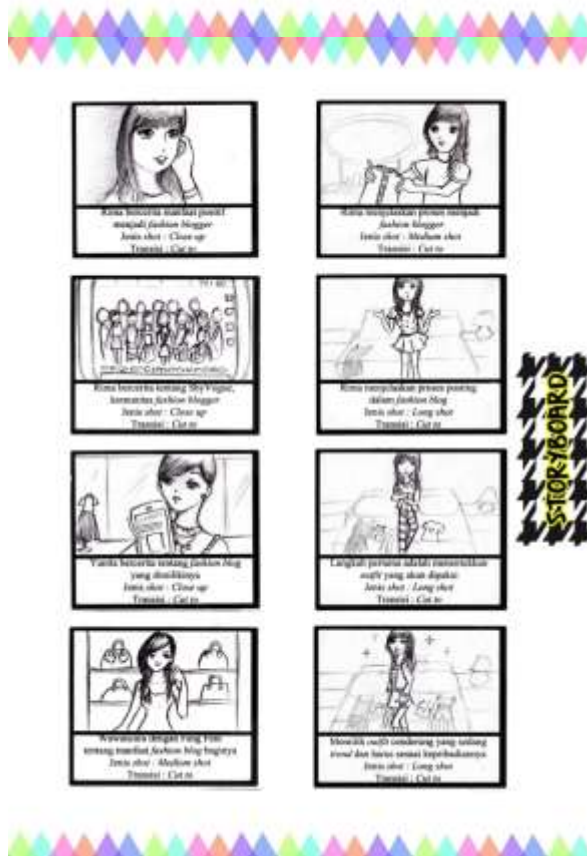 Rima bercerita manfaat positif
menjadi fashion blogger
Jenis shot : Close up
Transisi : Cut to
Rima bercerita tentang ShyVogue,
komunitas fashion blogger
Jenis shot : Close up
Transisi : Cut to
bercerita tentang fashion blog
yang dimilikinya
Jenis shot : Close up
Transisi : Cut to
Wawancara dengan Yang
tentang manfaat fashion blog baginya
Jenis shot : Medium shot
Transisi : Cut to
Rima menjelaskan proses menjadi
fashion blogger
Jenis shot : Medium shot
Transisi : Cut to
Rima menjelaskan proses posting
dalam fashion blog
Jenis shot : Long shot
Transisi : Cut to
Langkah pertama adalah menentukan
outfit yang akan dipakai
Jenis shot : Long shot
Transisi : Cut to
Memilih outfit cenderung yang sedang
trend dan harus sesuai kepribadiannya
Jenis shot : Long shot
Transisi : Cut to
STORYBOARD